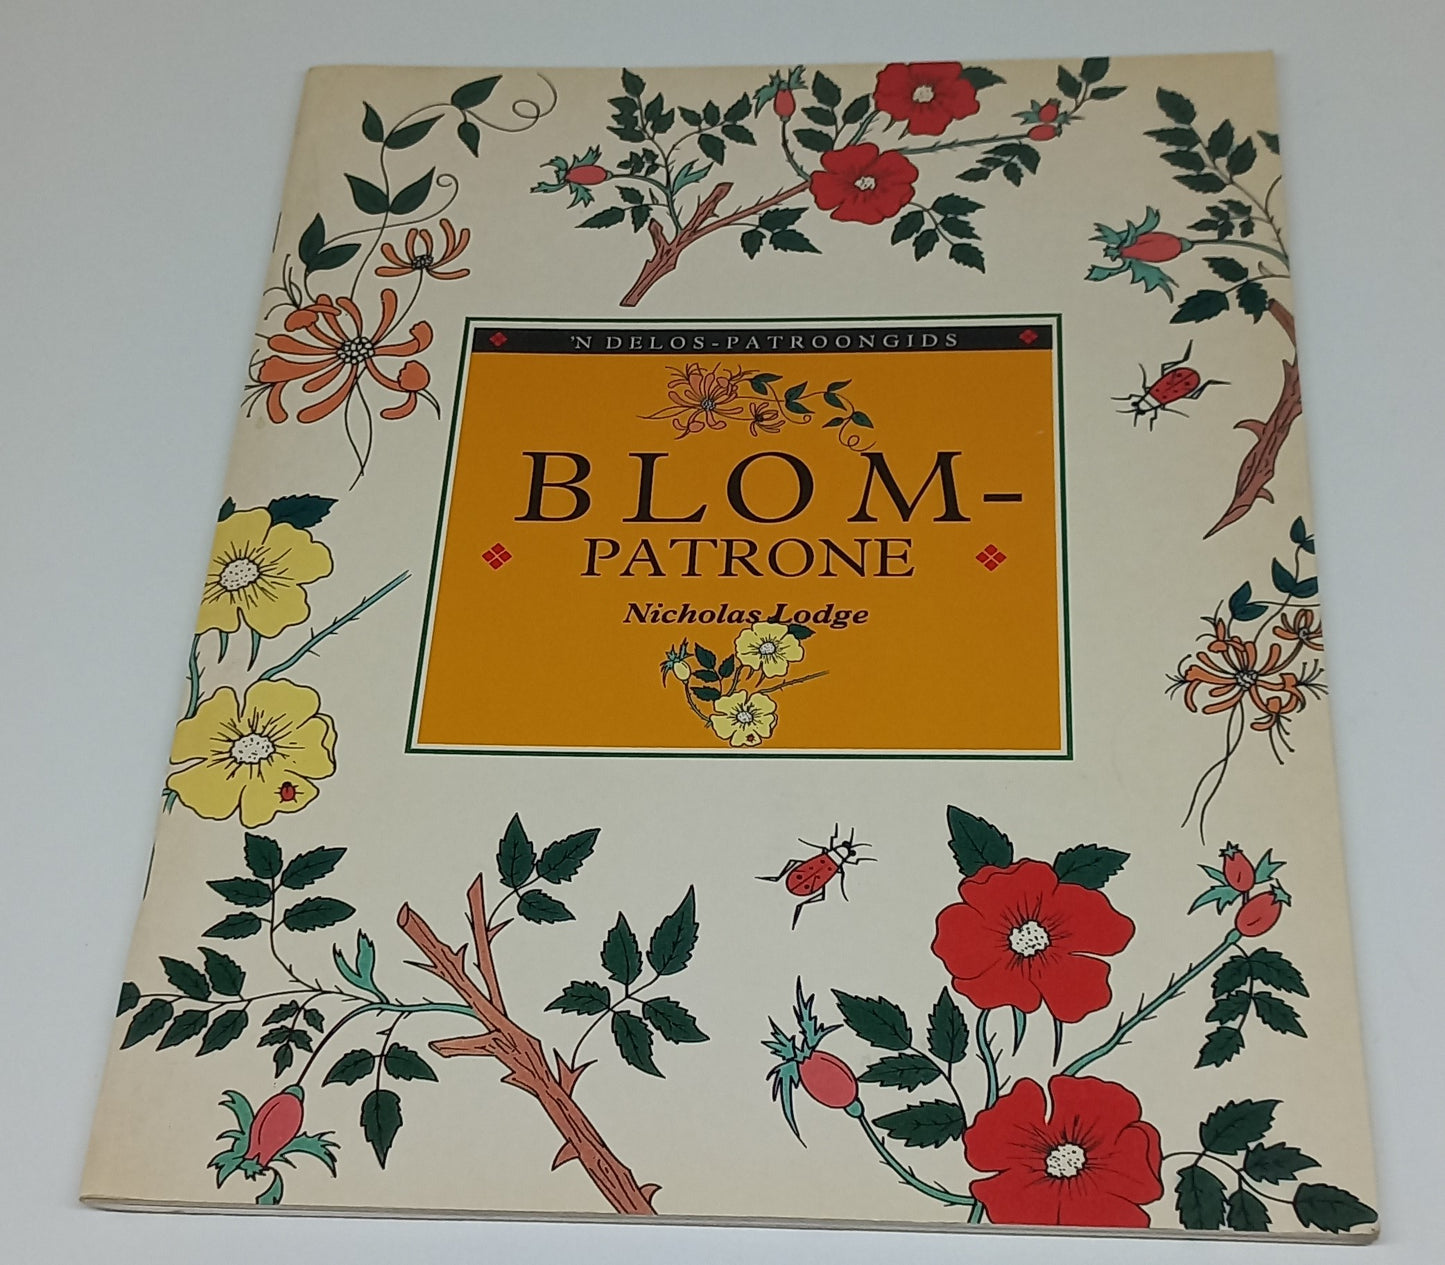 'N DELOS-PATROONGIDS
BLOM-
PATRONE
Nicholas Lodge